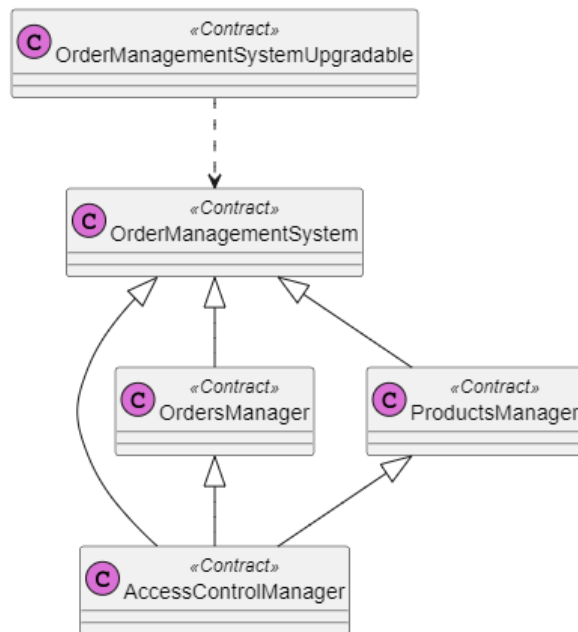 C
«Contract»
OrderManagementSystemUpgradable
C
«Contract»
OrderManagementSystem
C
«Contract»
OrdersManager
C
«Contract»
ProductsManager
C
«Contract»
AccessControlManager